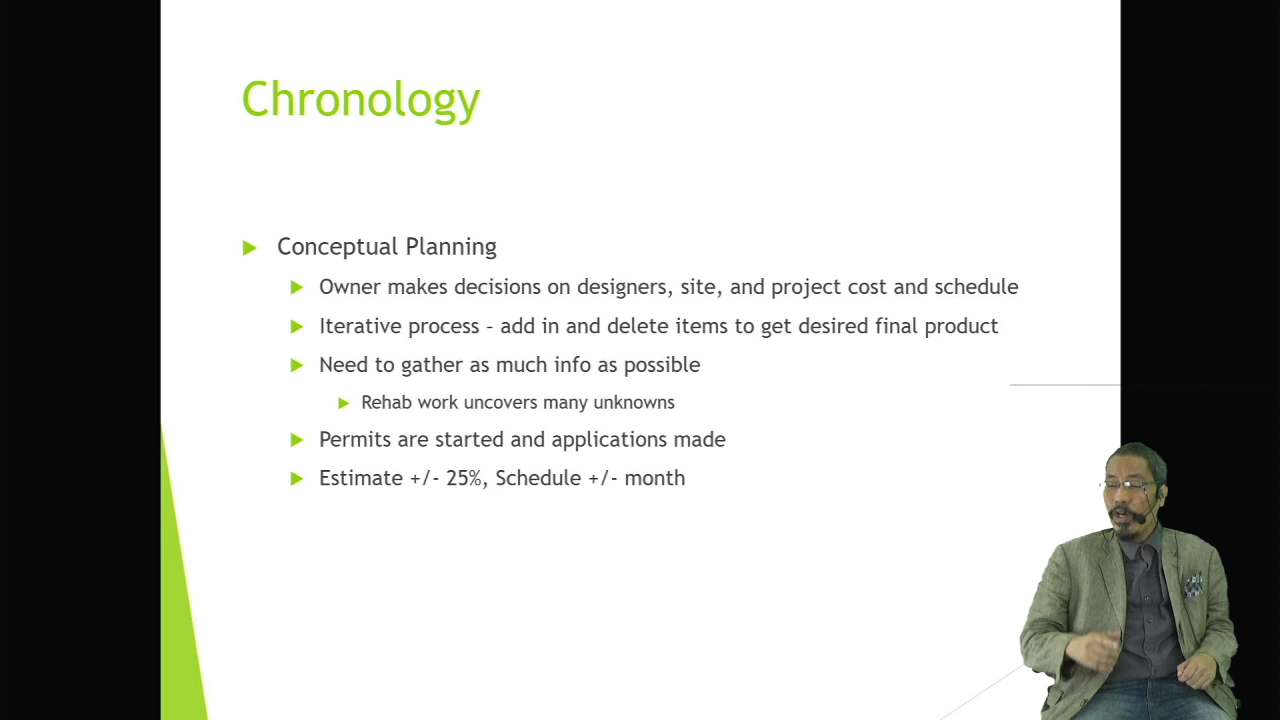 Chronology
Conceptual Planning
Owner makes decisions on designers, site, and project cost and schedule
Iterative process – add in and delete items to get desired final product
Need to gather as much info as possible
Rehab work uncovers many unknowns
Permits are started and applications made
Estimate +/- 25%, Schedule +/- month